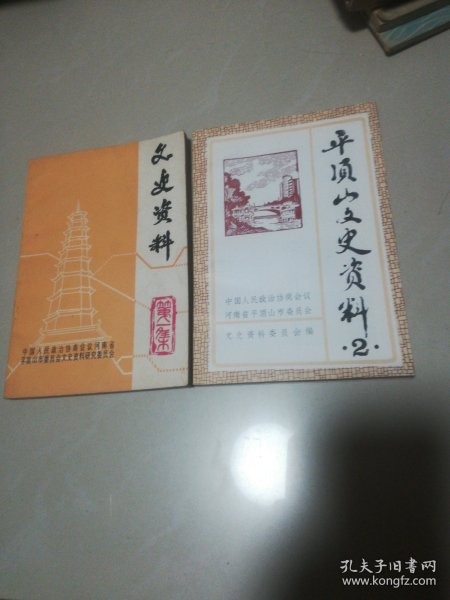 文史资料
第一集
中国人民政治协商会议河南省
平顶山市委员会文史资料研究委员会
平顶山文史资料
·2·
中国人民政治协商会议
河南省平顶山市委员会
文史资料委员会编
孔夫子旧书网
www.kongfz.com